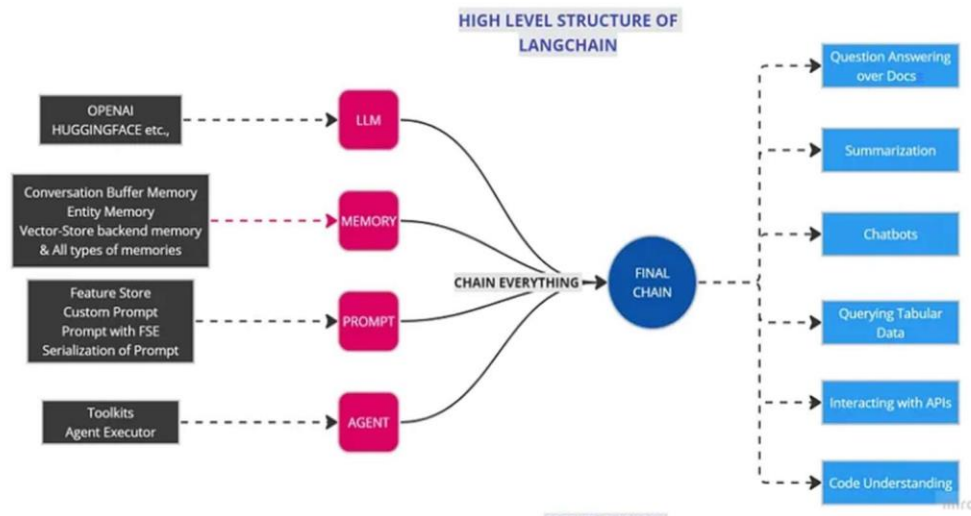 HIGH LEVEL STRUCTURE OF
LANGCHAIN
OPENAI
HUGGINGFACE etc.,
LLM
Conversation Buffer Memory
Entity Memory
Vector-Store backend memory
& All types of memories
MEMORY
Feature Store
Custom Prompt
Prompt with FSE
Serialization of Prompt
PROMPT
Toolkits
Agent Executor
AGENT
CHAIN EVERYTHING
FINAL
CHAIN
Question Answering
over Docs
Summarization
Chatbots
Querying Tabular
Data
Interacting with APIs
Code Understanding